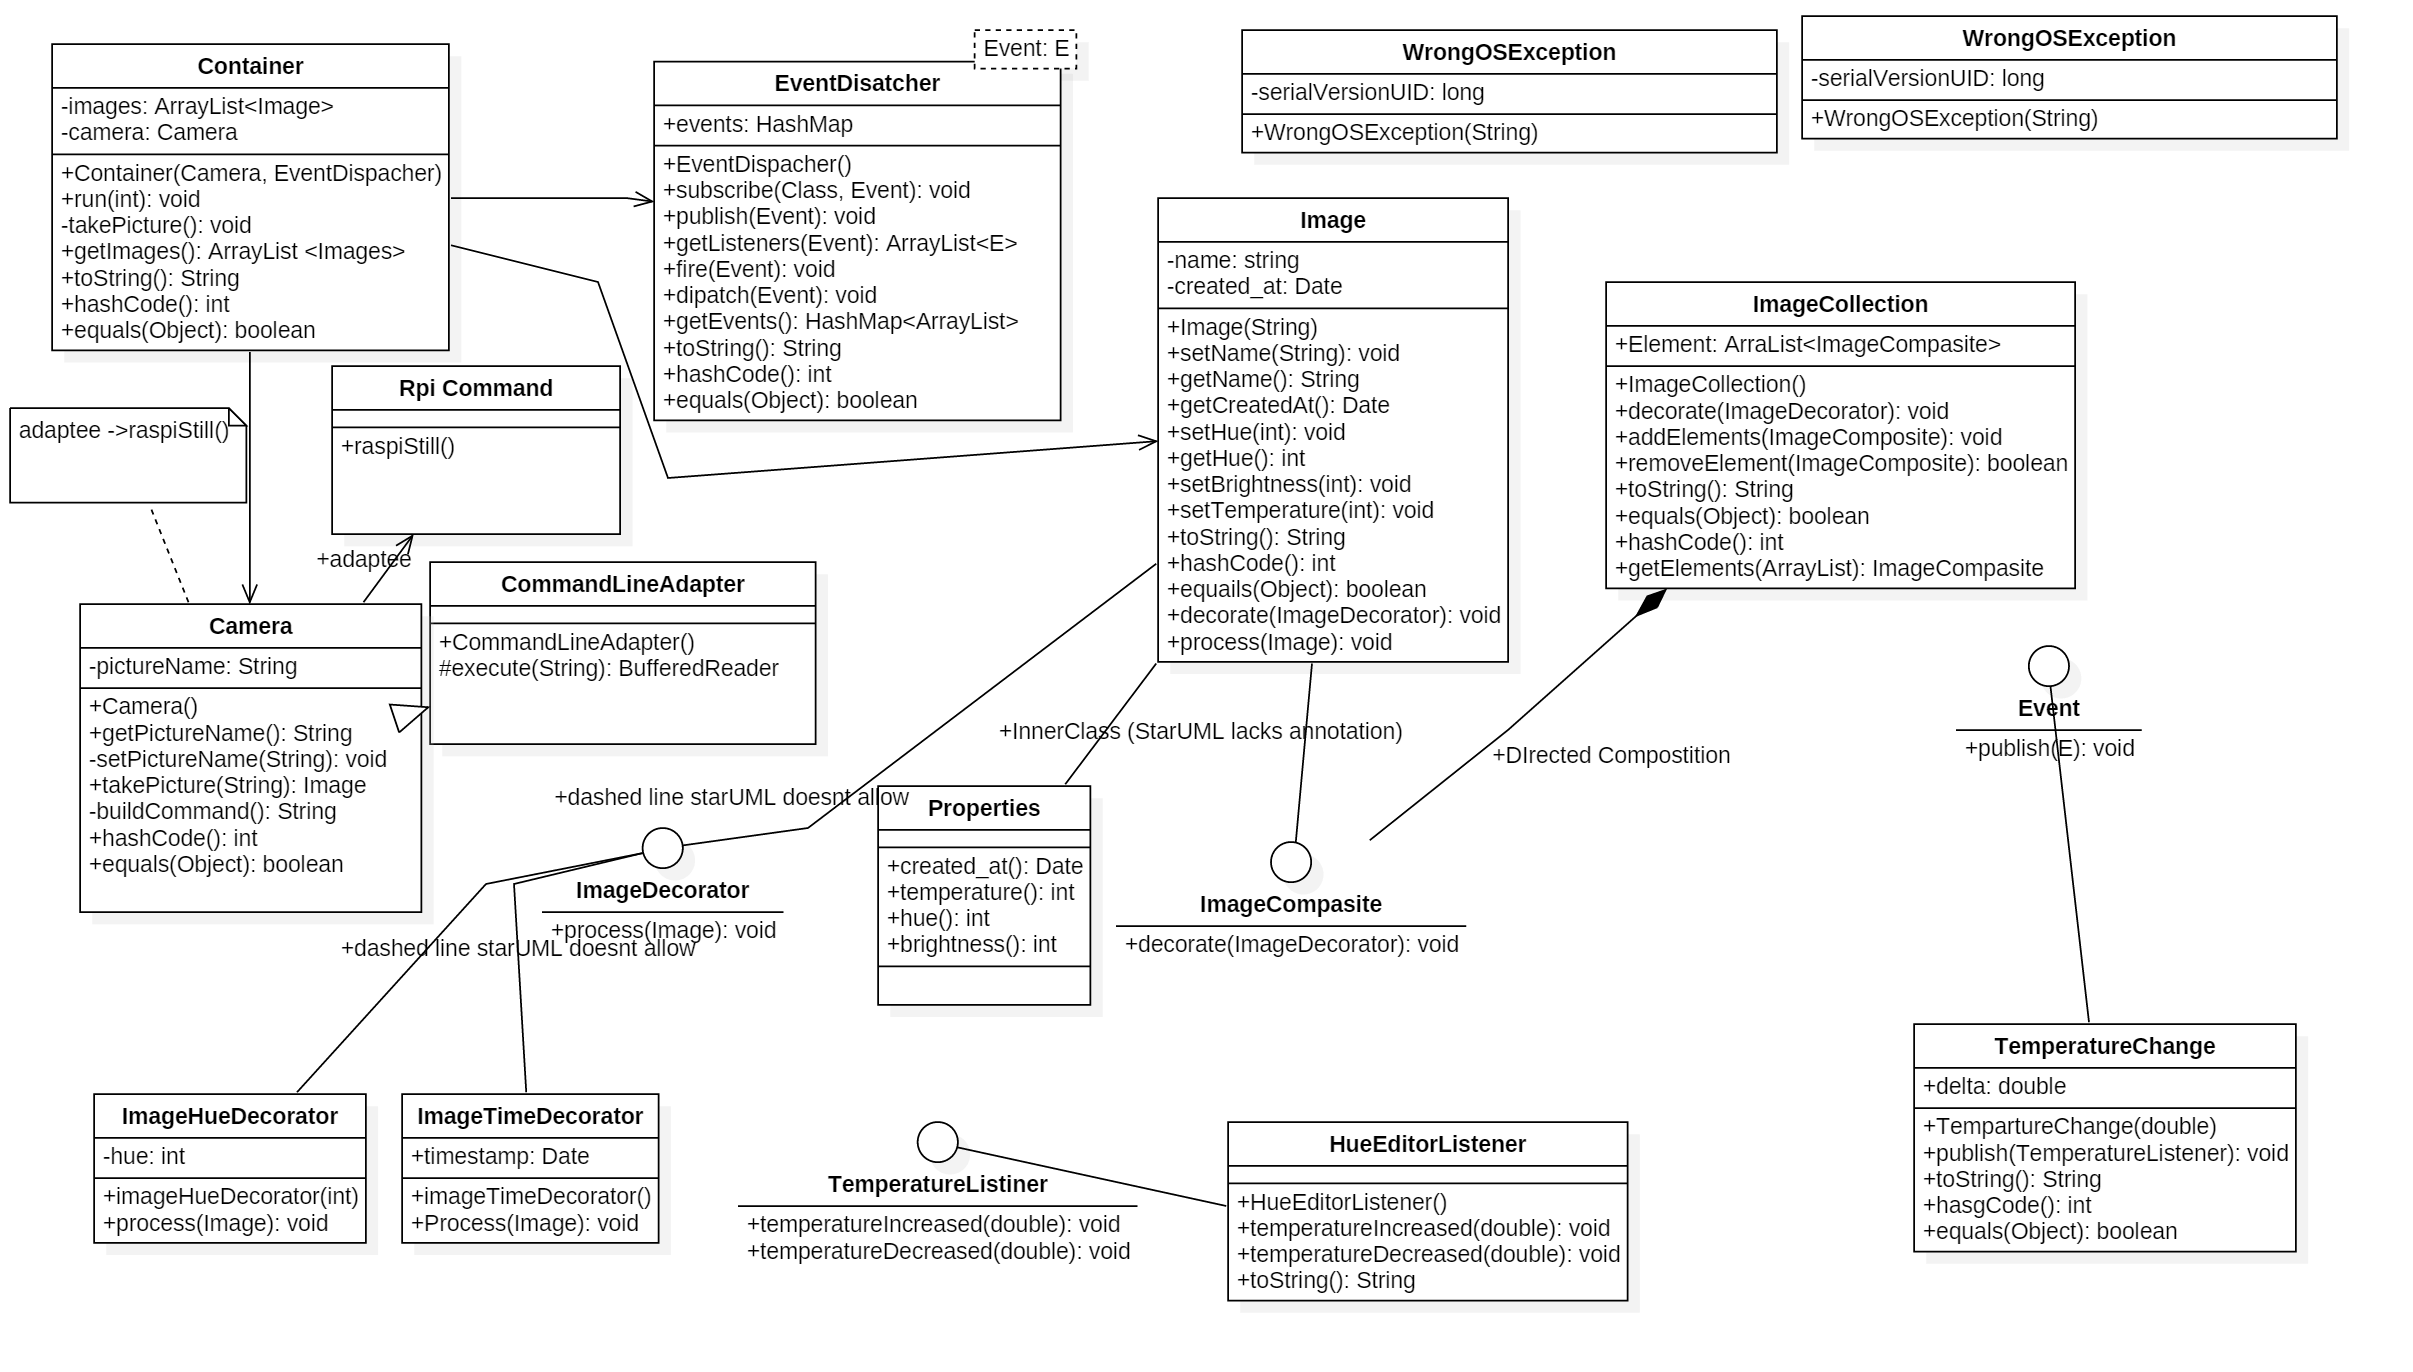 Container
-images: ArrayList<Image>
-camera: Camera
+Container(Camera, EventDispacher)
+run(int): void
-takePicture(): void
+getImages(): ArrayList <Images>
+toString(): String
+hashCode(): int
+equals(Object): boolean
Event: E
EventDisatcher
+events: HashMap
+EventDispacher()
+subscribe(Class, Event): void
+publish(Event): void
+getListeners(Event): ArrayList<E>
+fire(Event): void
+dipatch(Event): void
+getEvents(): HashMap<ArrayList>
+toString(): String
+hashCode(): int
+equals(Object): boolean
WrongOSException
-serialVersionUID: long
+WrongOSException(String)
WrongOSException
-serialVersionUID: long
+WrongOSException(String)
Image
-name: string
-created_at: Date
+Image(String)
+setName(String): void
+getName(): String
+getCreatedAt(): Date
+setHue(int): void
+getHue(): int
+setBrightness(int): void
+setTemperature(int): void
+toString(): String
+hashCode(): int
+equails(Object): boolean
+decorate(ImageDecorator): void
+process(Image): void
ImageCollection
+Element: ArraList<ImageCompasite>
+ImageCollection()
+decorate(ImageDecorator): void
+addElements(ImageComposite): void
+removeElement(ImageComposite): boolean
+toString(): String
+equals(Object): boolean
+hashCode(): int
+getElements(ArrayList): ImageCompasite
adaptee ->raspiStill()
Rpi Command
+raspiStill()
+adaptee
CommandLineAdapter
+CommandLineAdapter()
#execute(String): BufferedReader
Camera
-pictureName: String
+Camera()
+getPictureName(): String
-setPictureName(String): void
+takePicture(String): Image
-buildCommand(): String
+hashCode(): int
+equals(Object): boolean
+InnerClass (StarUML lacks annotation)
+DIrected Compostition
Event
+publish(E): void
+dashed line starUML doesnt allow
ImageDecorator
+process(Image): void
+dashed line starUML doesnt allow
Properties
+created_at(): Date
+temperature(): int
+hue(): int
+brightness(): int
ImageCompasite
+decorate(ImageDecorator): void
ImageHueDecorator
-hue: int
+imageHueDecorator(int)
+process(Image): void
ImageTimeDecorator
+timestamp: Date
+imageTimeDecorator()
+Process(Image): void
TemperatureListiner
+temperatureIncreased(double): void
+temperatureDecreased(double): void
HueEditorListener
+HueEditorListener()
+temperatureIncreased(double): void
+temperatureDecreased(double): void
+toString(): String
TemperatureChange
+delta: double
+TempartureChange(double)
+publish(TemperatureListener): void
+toString(): String
+hasgCode(): int
+equals(Object): boolean